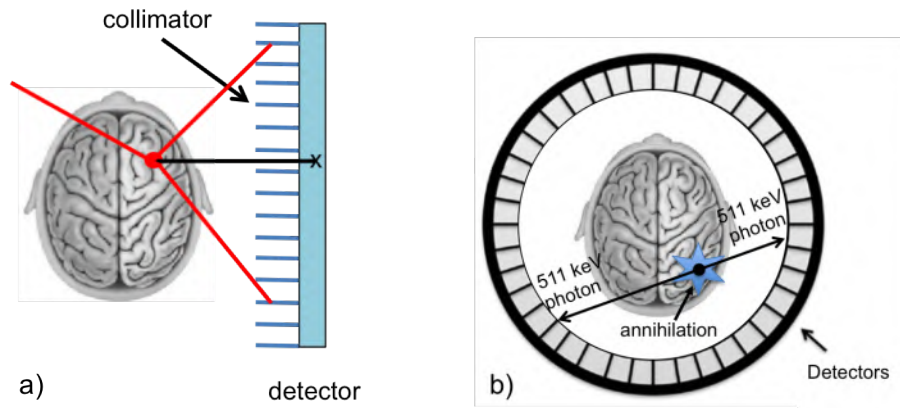 collimator
x
a)
detector
511 keV
photon
511 keV
photon
annihilation
Detectors
b)